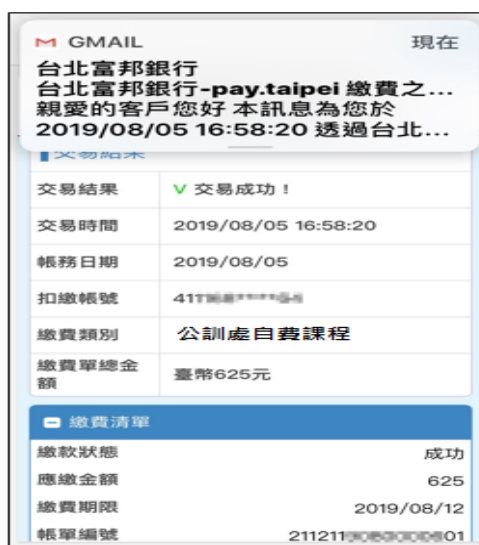 GMAIL 現在
台北富邦銀行
台北富邦銀行-pay.taipei 繳費之...
親愛的客戶您好 本訊息為您於
2019/08/05 16:58:20 透過台北...
交易結果
交易結果 V 交易成功！
交易時間 2019/08/05 16:58:20
帳務日期 2019/08/05
扣繳帳號 411
繳費類別 公訓處自費課程
繳費單總金額 臺幣625元
繳費清單
繳款狀態 成功
應繳金額 625
繳費期限 2019/08/12
帳單編號 211211 01